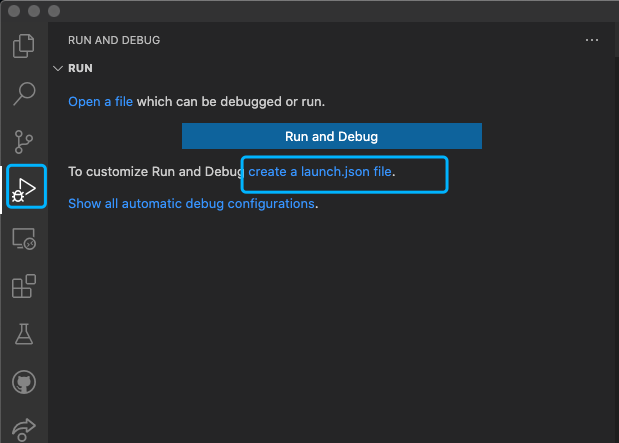 RUN AND DEBUG
RUN
Open a file which can be debugged or run.
Run and Debug
To customize Run and Debug create a launch.json file.
Show all automatic debug configurations.